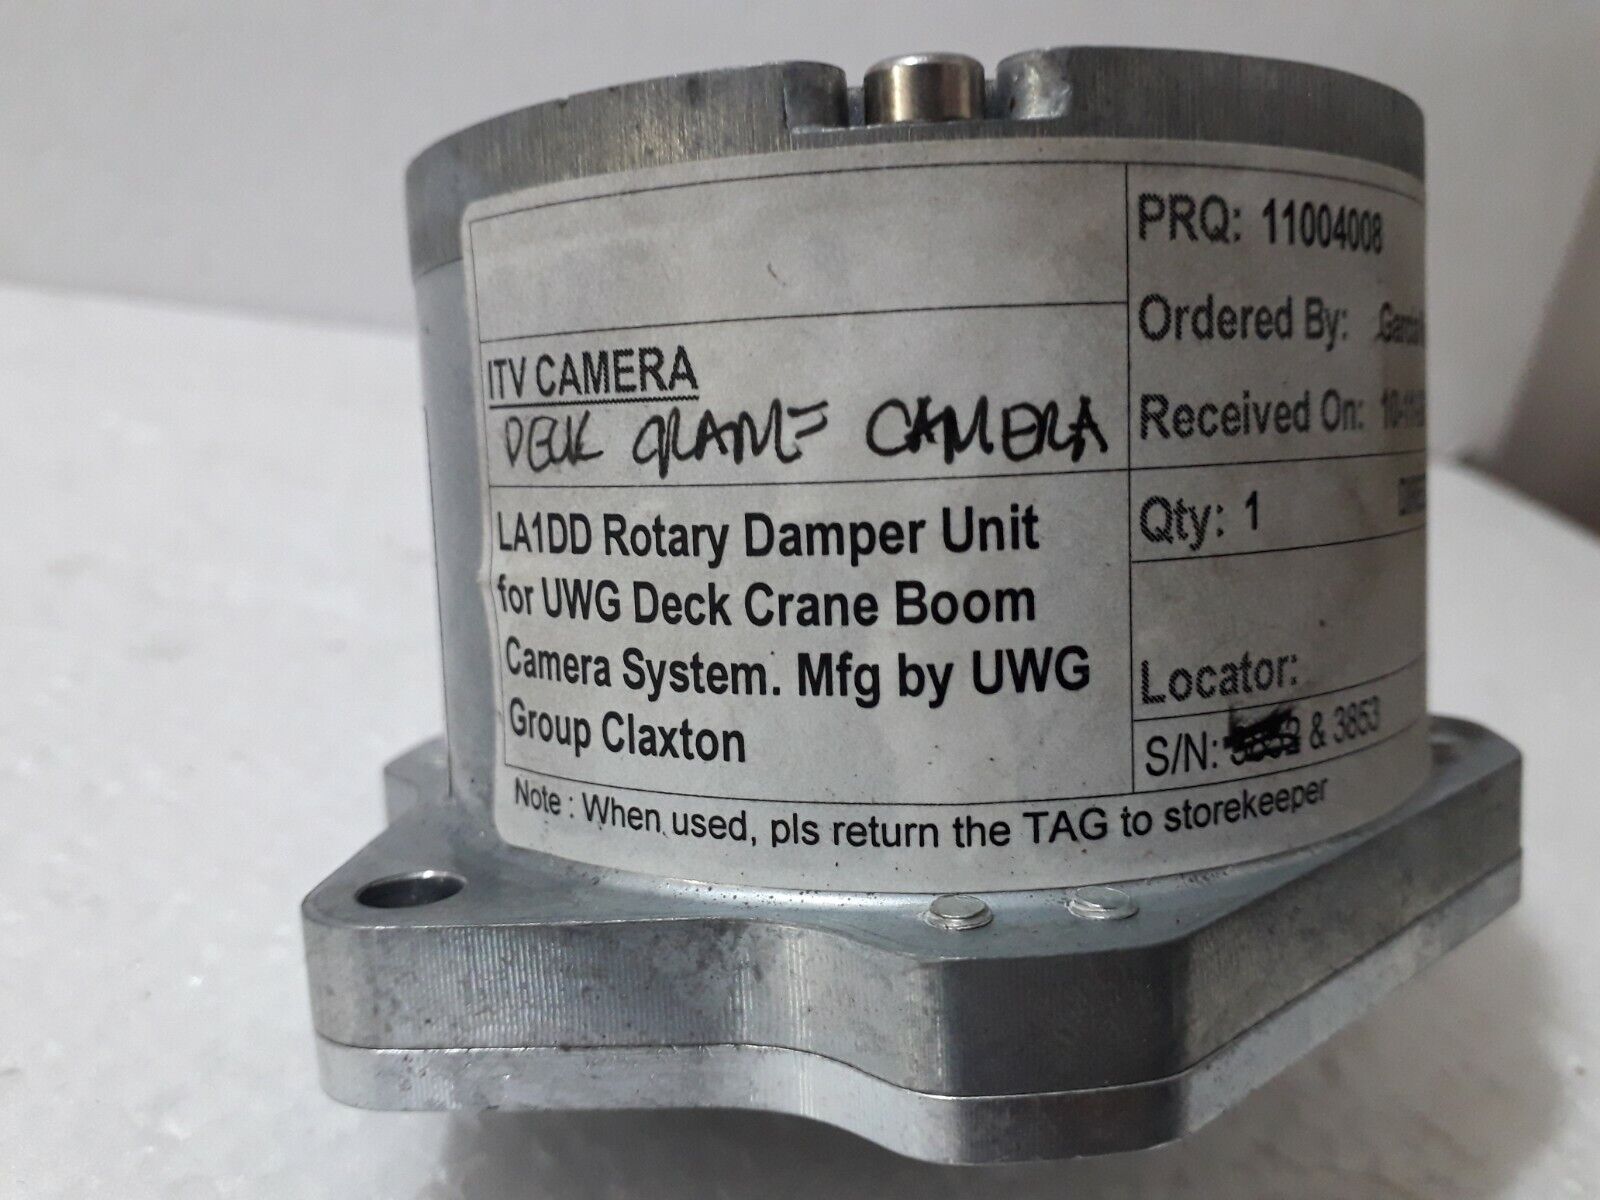 ITV CAMERA
DECK CRANE CAMERA
LA1DD Rotary Damper Unit
for UWG Deck Crane Boom
Camera System. Mfg by UWG
Group Claxton
PRQ: 11004008
Ordered By:
Received On: 10-11-
Qty: 1
Locator:
S/N: & 3853
Note : When used, pls return the TAG to storekeeper